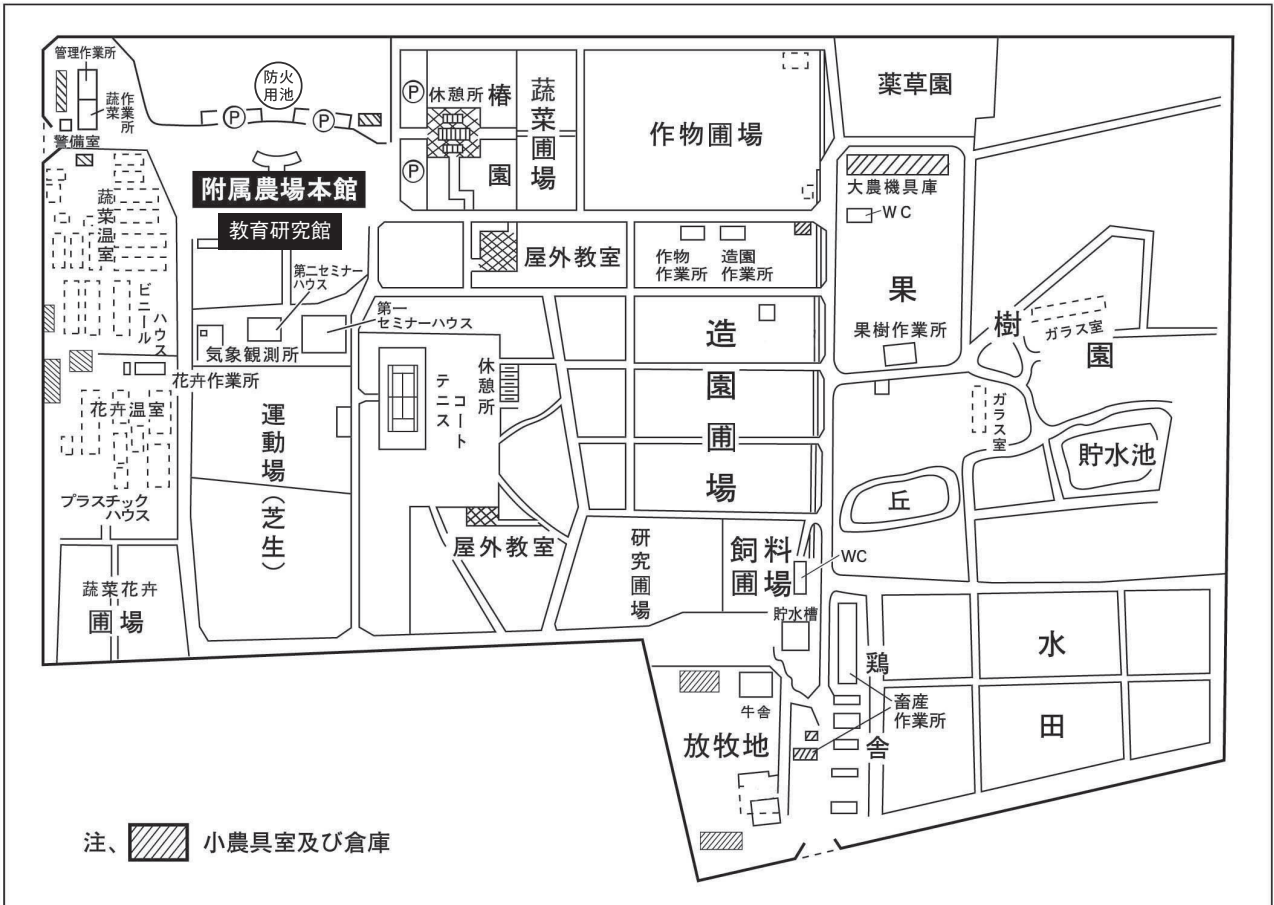 管理作業所
蔬菜
作業所
警備室
防火
用池
P
P
P
P
休憩所
椿園
蔬菜圃場
作物圃場
薬草園
附属農場本館
教育研究館
大農機具庫
WC
蔬菜温室
屋外教室
作物
作業所
造園
作業所
第二セミナー
ハウス
第一
セミナーハウス
ビニール
ハウス
気象観測所
花卉作業所
花卉温室
運動場(芝生)
テニス
コート
休憩所
造園圃場
果樹園
果樹作業所
ガラス室
ガラス室
貯水池
丘
プラスチック
ハウス
屋外教室
研究圃場
飼料
圃場
WC
蔬菜花卉
圃場
貯水槽
鶏舎
畜産
作業所
水田
牛舎
放牧地
注、
小農具室及び倉庫